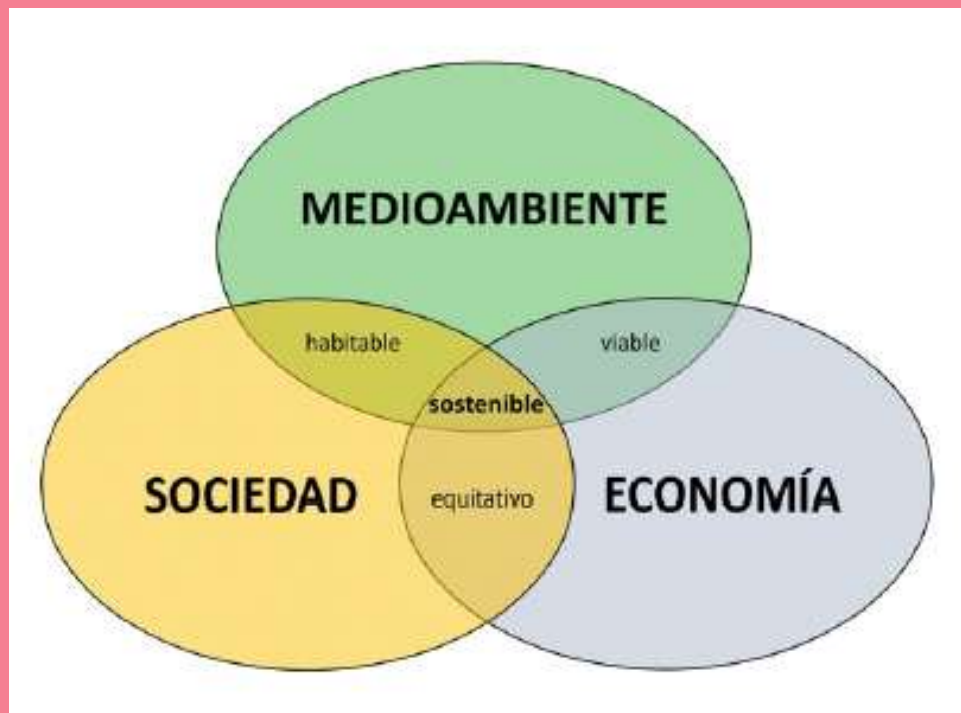 MEDIOAMBIENTE
habitable
viable
sostenible
SOCIEDAD
equitativo
ECONOMÍA